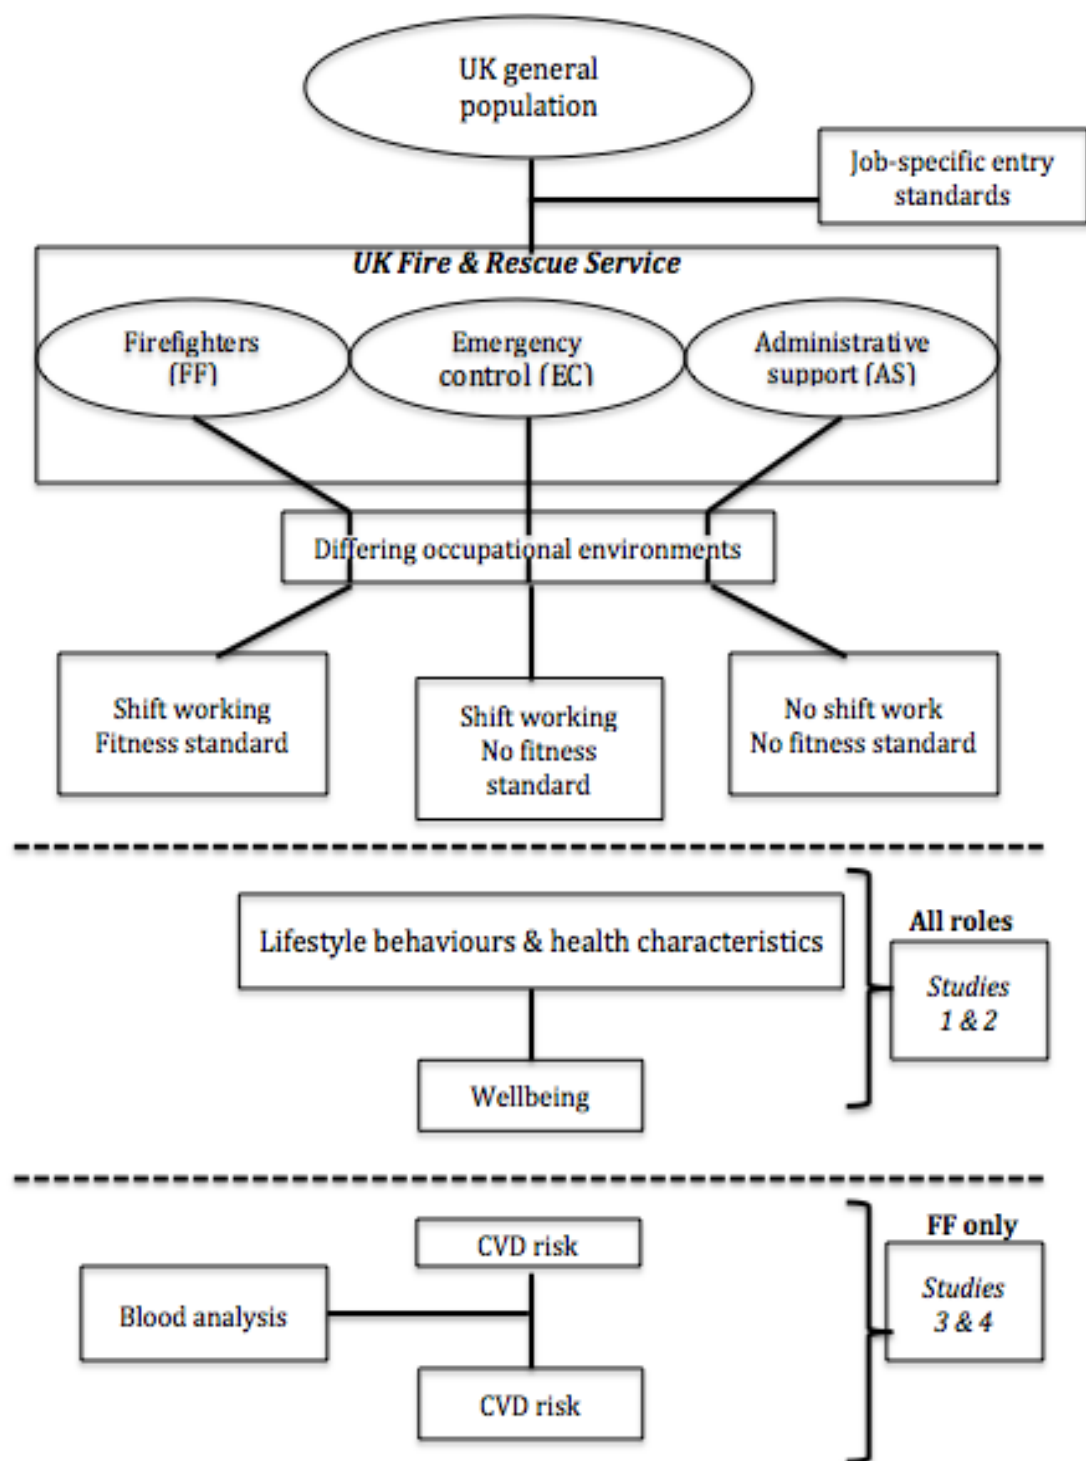 UK general
population
Job-specific entry
standards
UK Fire & Rescue Service
Firefighters
(FF)
Emergency
control (EC)
Administrative
support (AS)
Differing occupational environments
Shift working
Fitness standard
Shift working
No fitness
standard
No shift work
No fitness standard
All roles
Lifestyle behaviours & health characteristics
Studies
1 & 2
Wellbeing
FF only
CVD risk
Studies
3 & 4
Blood analysis
CVD risk